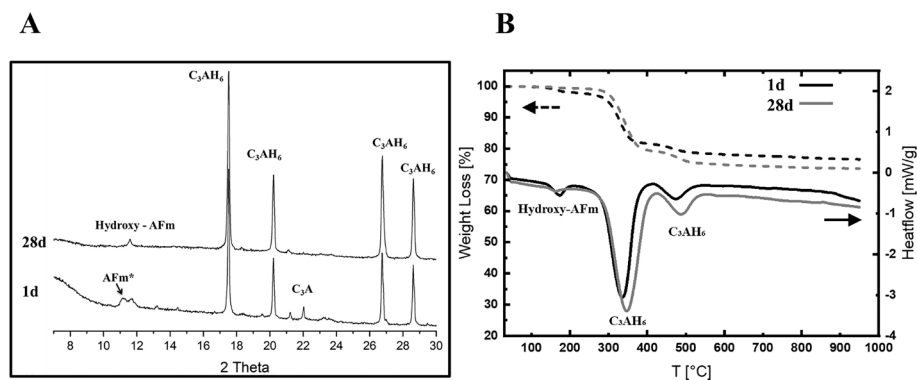 A
B
C₃AH₆
C₃AH₆
C₃AH₆
C₃AH₆
Hydroxy - AFm
28d
AFm*
1d
C₃A
8 10 12 14 16 18 20 22 24 26 28 30
2 Theta
1d
28d
100
90
80
70
60
50
40
30
20
Weight Loss [%]
2
1
0
-1
-2
-3
-4
Heatflow [mW/g]
Hydroxy-AFm
C₃AH₆
C₃AH₆
100 200 300 400 500 600 700 800 900 1000
T [°C]